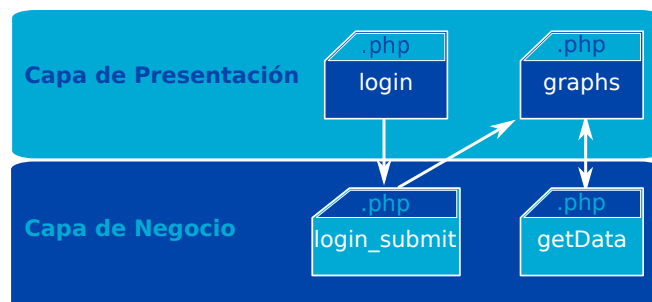 .php
.php
Capa de Presentación
login
graphs
.php
.php
Capa de Negocio
login_submit
getData